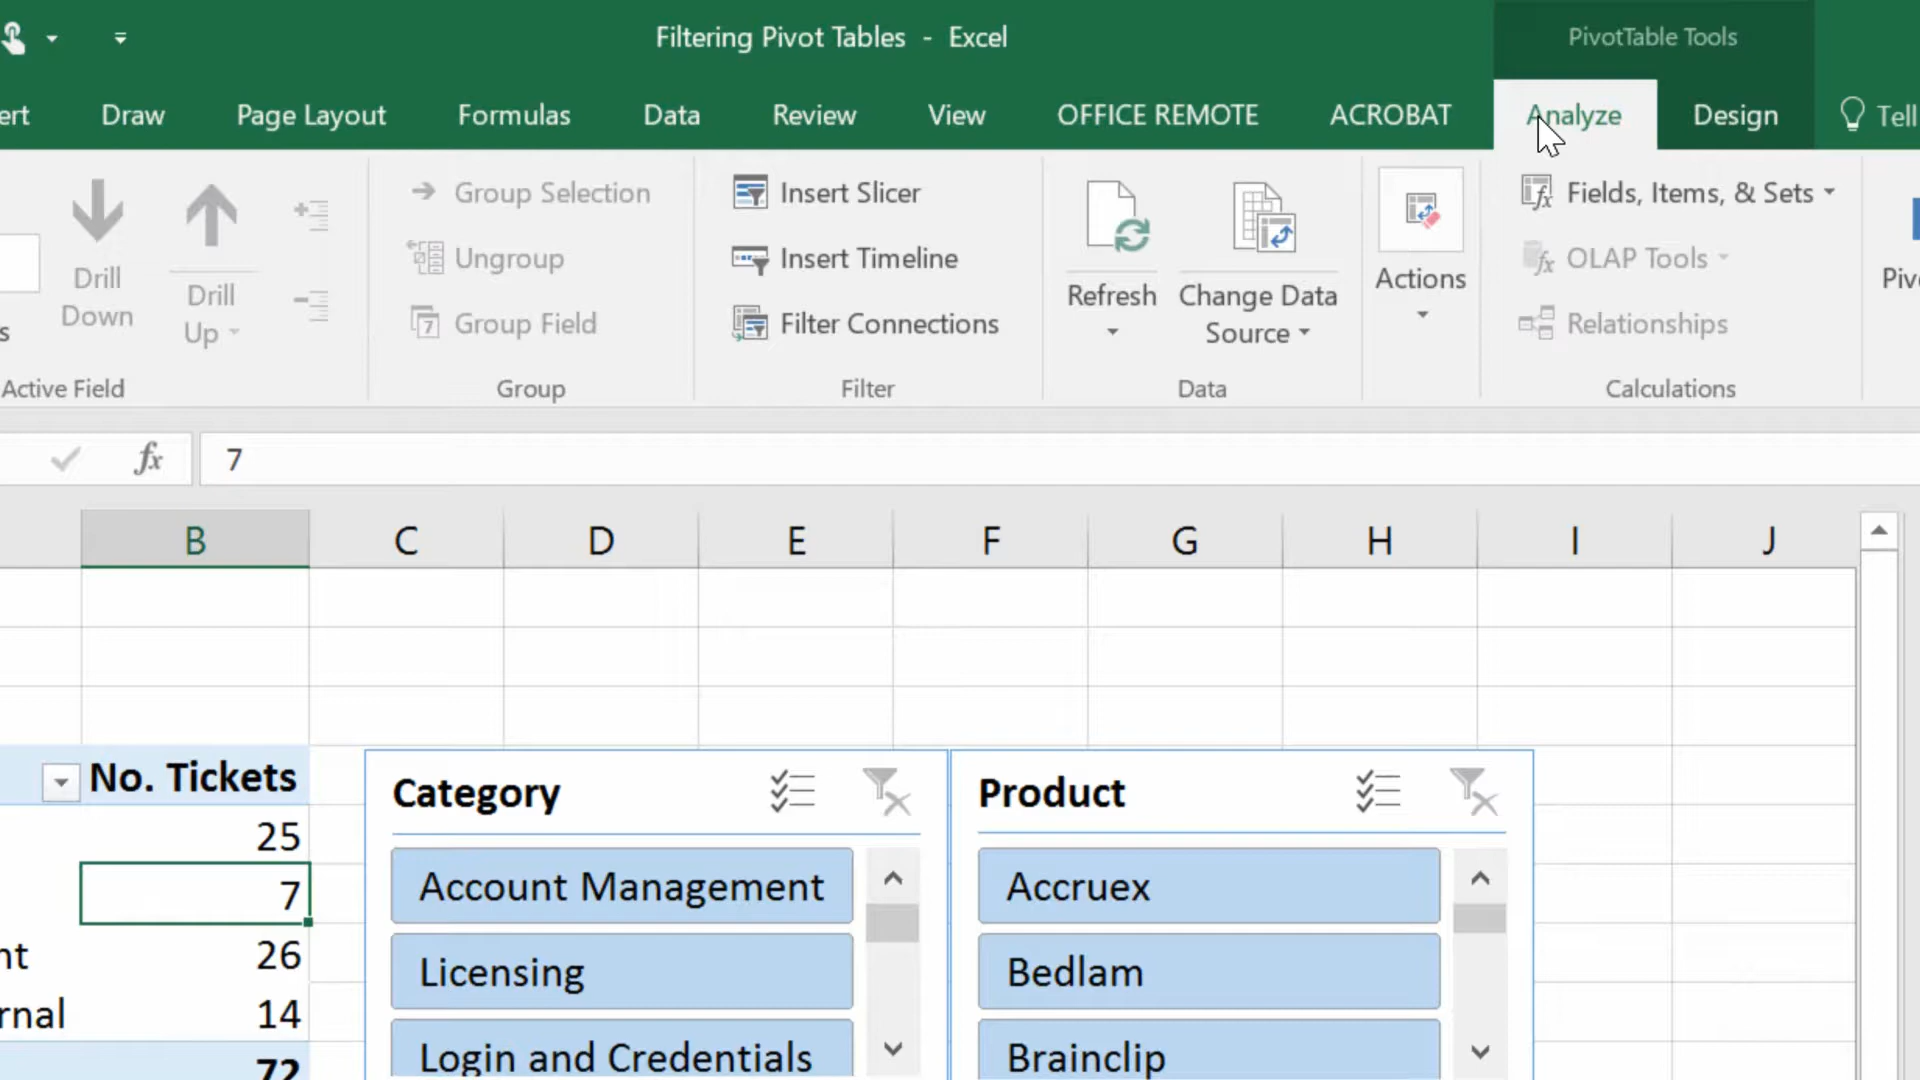 Filtering Pivot Tables - Excel
PivotTable Tools
ert Draw Page Layout Formulas Data Review View OFFICE REMOTE ACROBAT Analyze Design Tell
Drill Down
Drill Up
Active Field
Group Selection
Ungroup
7 Group Field
Group
Insert Slicer
Insert Timeline
Filter Connections
Filter
Refresh
Change Data
Source
Data
Actions
Fields, Items, & Sets
OLAP Tools
Relationships
Calculations
Piv
s
fx 7
B C D E F G H I J
No. Tickets
25
7
nt 26
rnal 14
72
Category
Account Management
Licensing
Login and Credentials
Product
Accruex
Bedlam
Brainclip